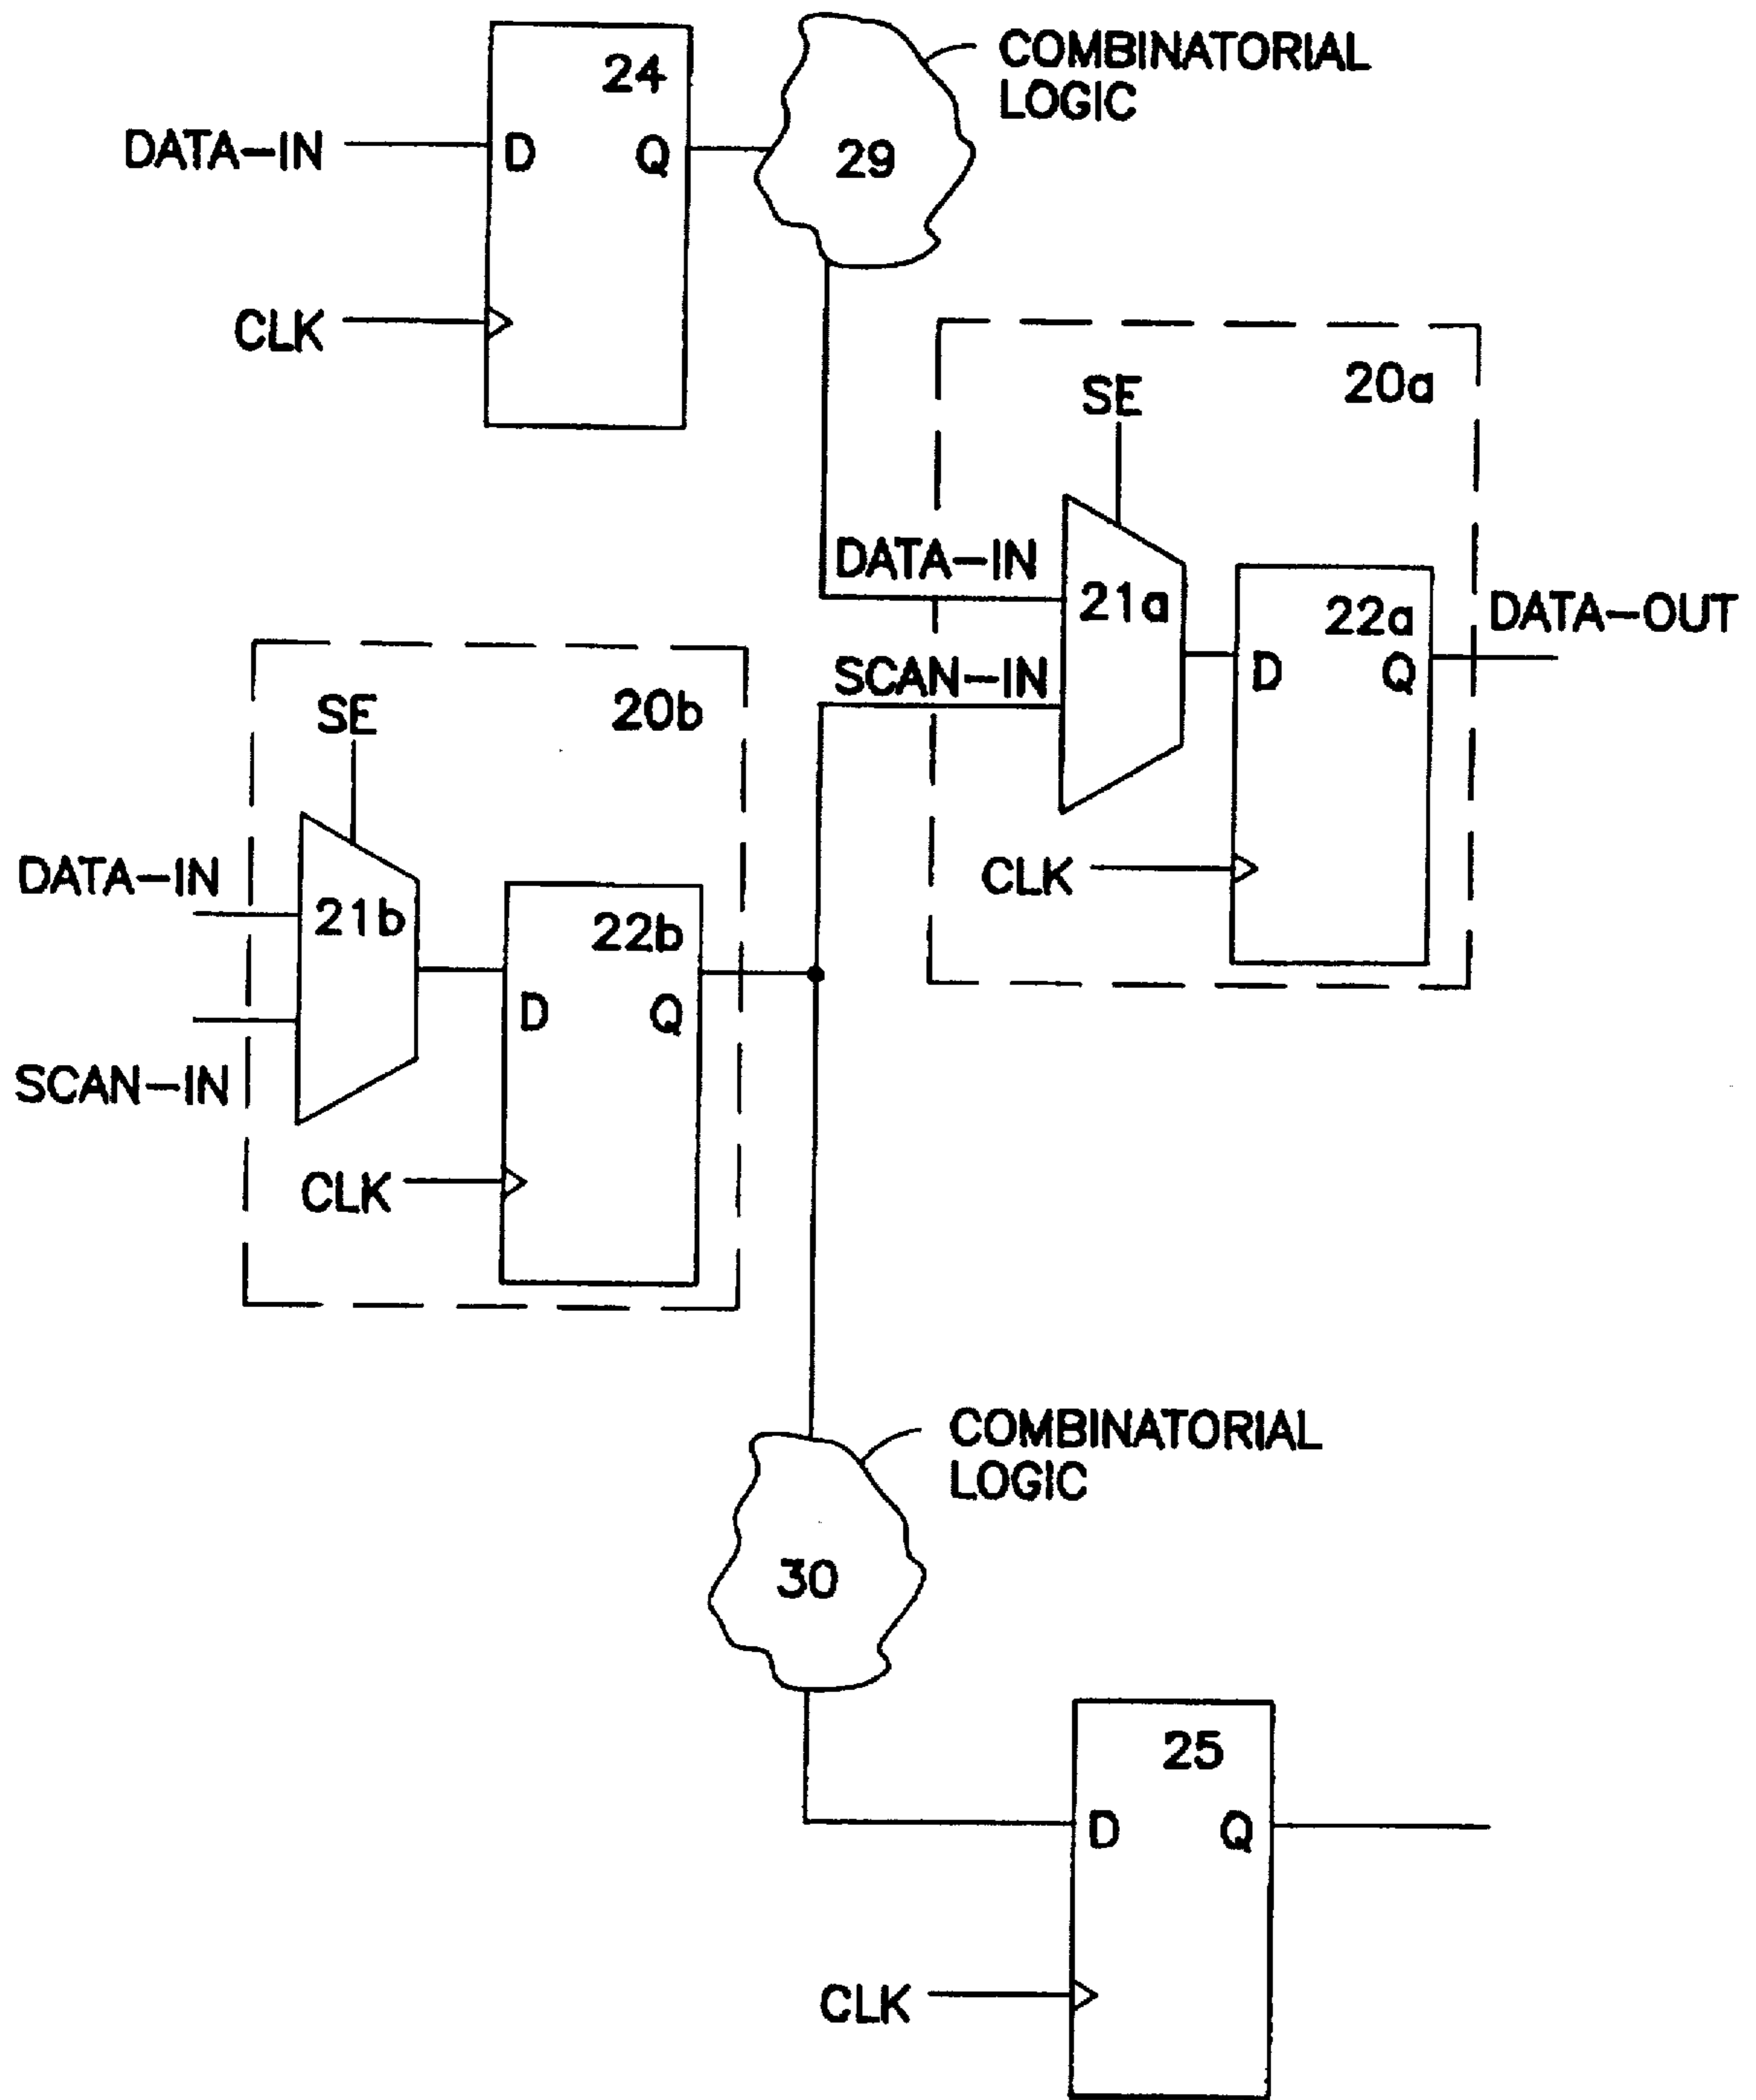 24
COMBINATORIAL
LOGIC
DATA-IN
D
Q
29
CLK
20a
SE
DATA-IN
21a
22a
DATA-OUT
SCAN-IN
D
Q
20b
SE
CLK
DATA-IN
21b
22b
D
Q
SCAN-IN
CLK
COMBINATORIAL
LOGIC
30
25
D
Q
CLK